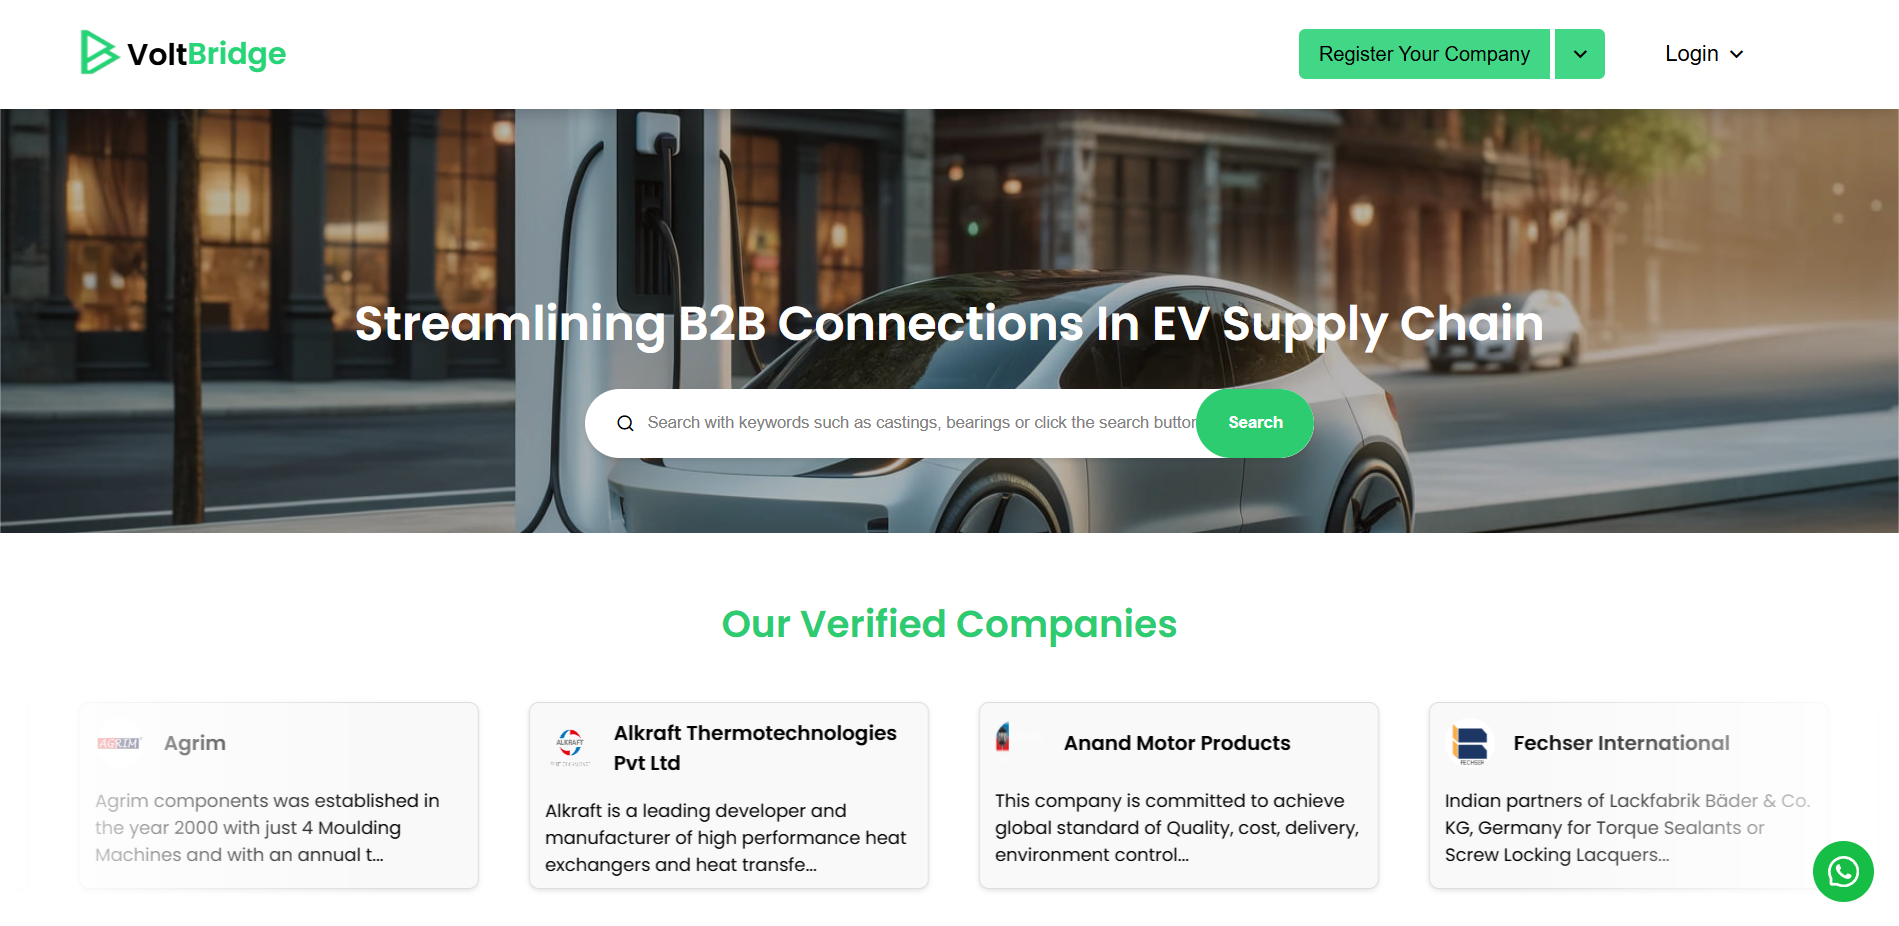 VoltBridge
Register Your Company
Login
Streamlining B2B Connections In EV Supply Chain
Search with keywords such as castings, bearings or click the search button
Search
Our Verified Companies
AGRIM
Agrim
Agrim components was established in
the year 2000 with just 4 Moulding
Machines and with an annual t...
ALKRAFT
Alkraft Thermotechnologies
Pvt Ltd
Alkraft is a leading developer and
manufacturer of high performance heat
exchangers and heat transfe...
Anand Motor Products
This company is committed to achieve
global standard of Quality, cost, delivery,
environment control...
FECHSER
Fechser International
Indian partners of Lackfabrik Bäder & Co.
KG, Germany for Torque Sealants or
Screw Locking Lacquers...